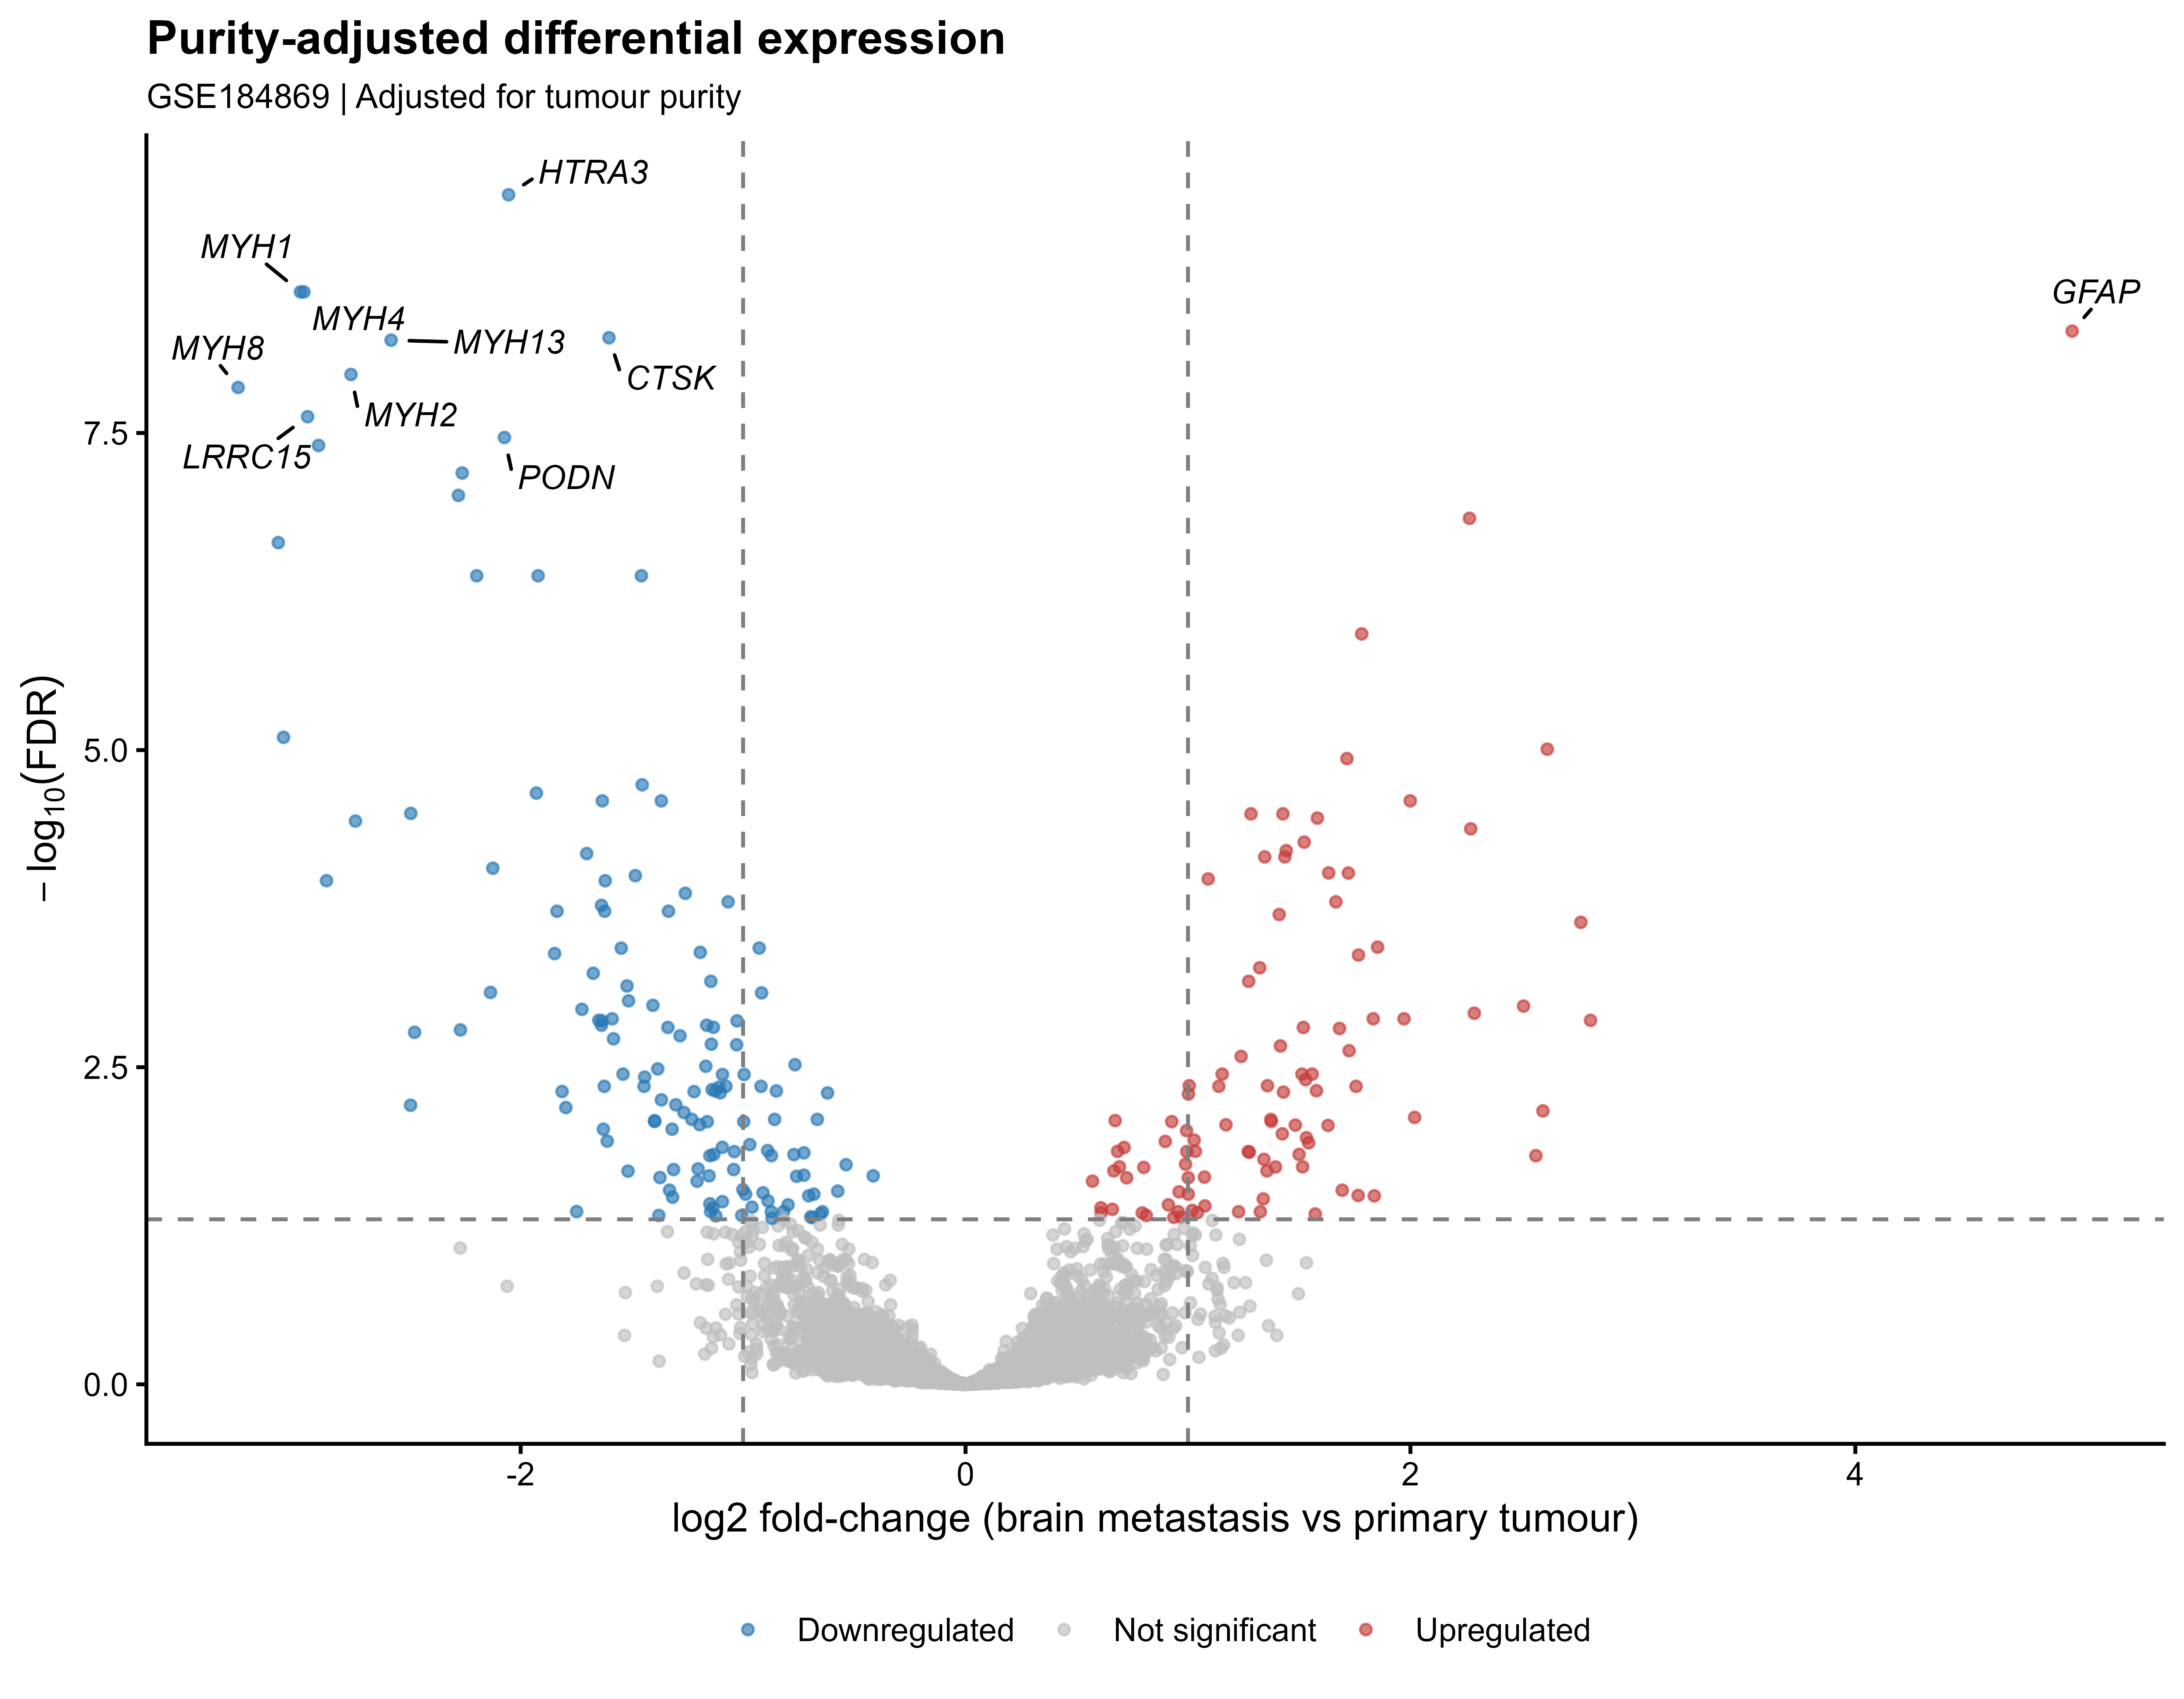 Purity-adjusted differential expression
GSE184869 | Adjusted for tumour purity
HTRA3
MYH1
GFAP
MYH4
MYH13
MYH8
CTSK
MYH2
LRRC15
PODN
7.5
5.0
2.5
0.0
− log10(FDR)
-2 0 2 4
log2 fold-change (brain metastasis vs primary tumour)
Downregulated Not significant Upregulated